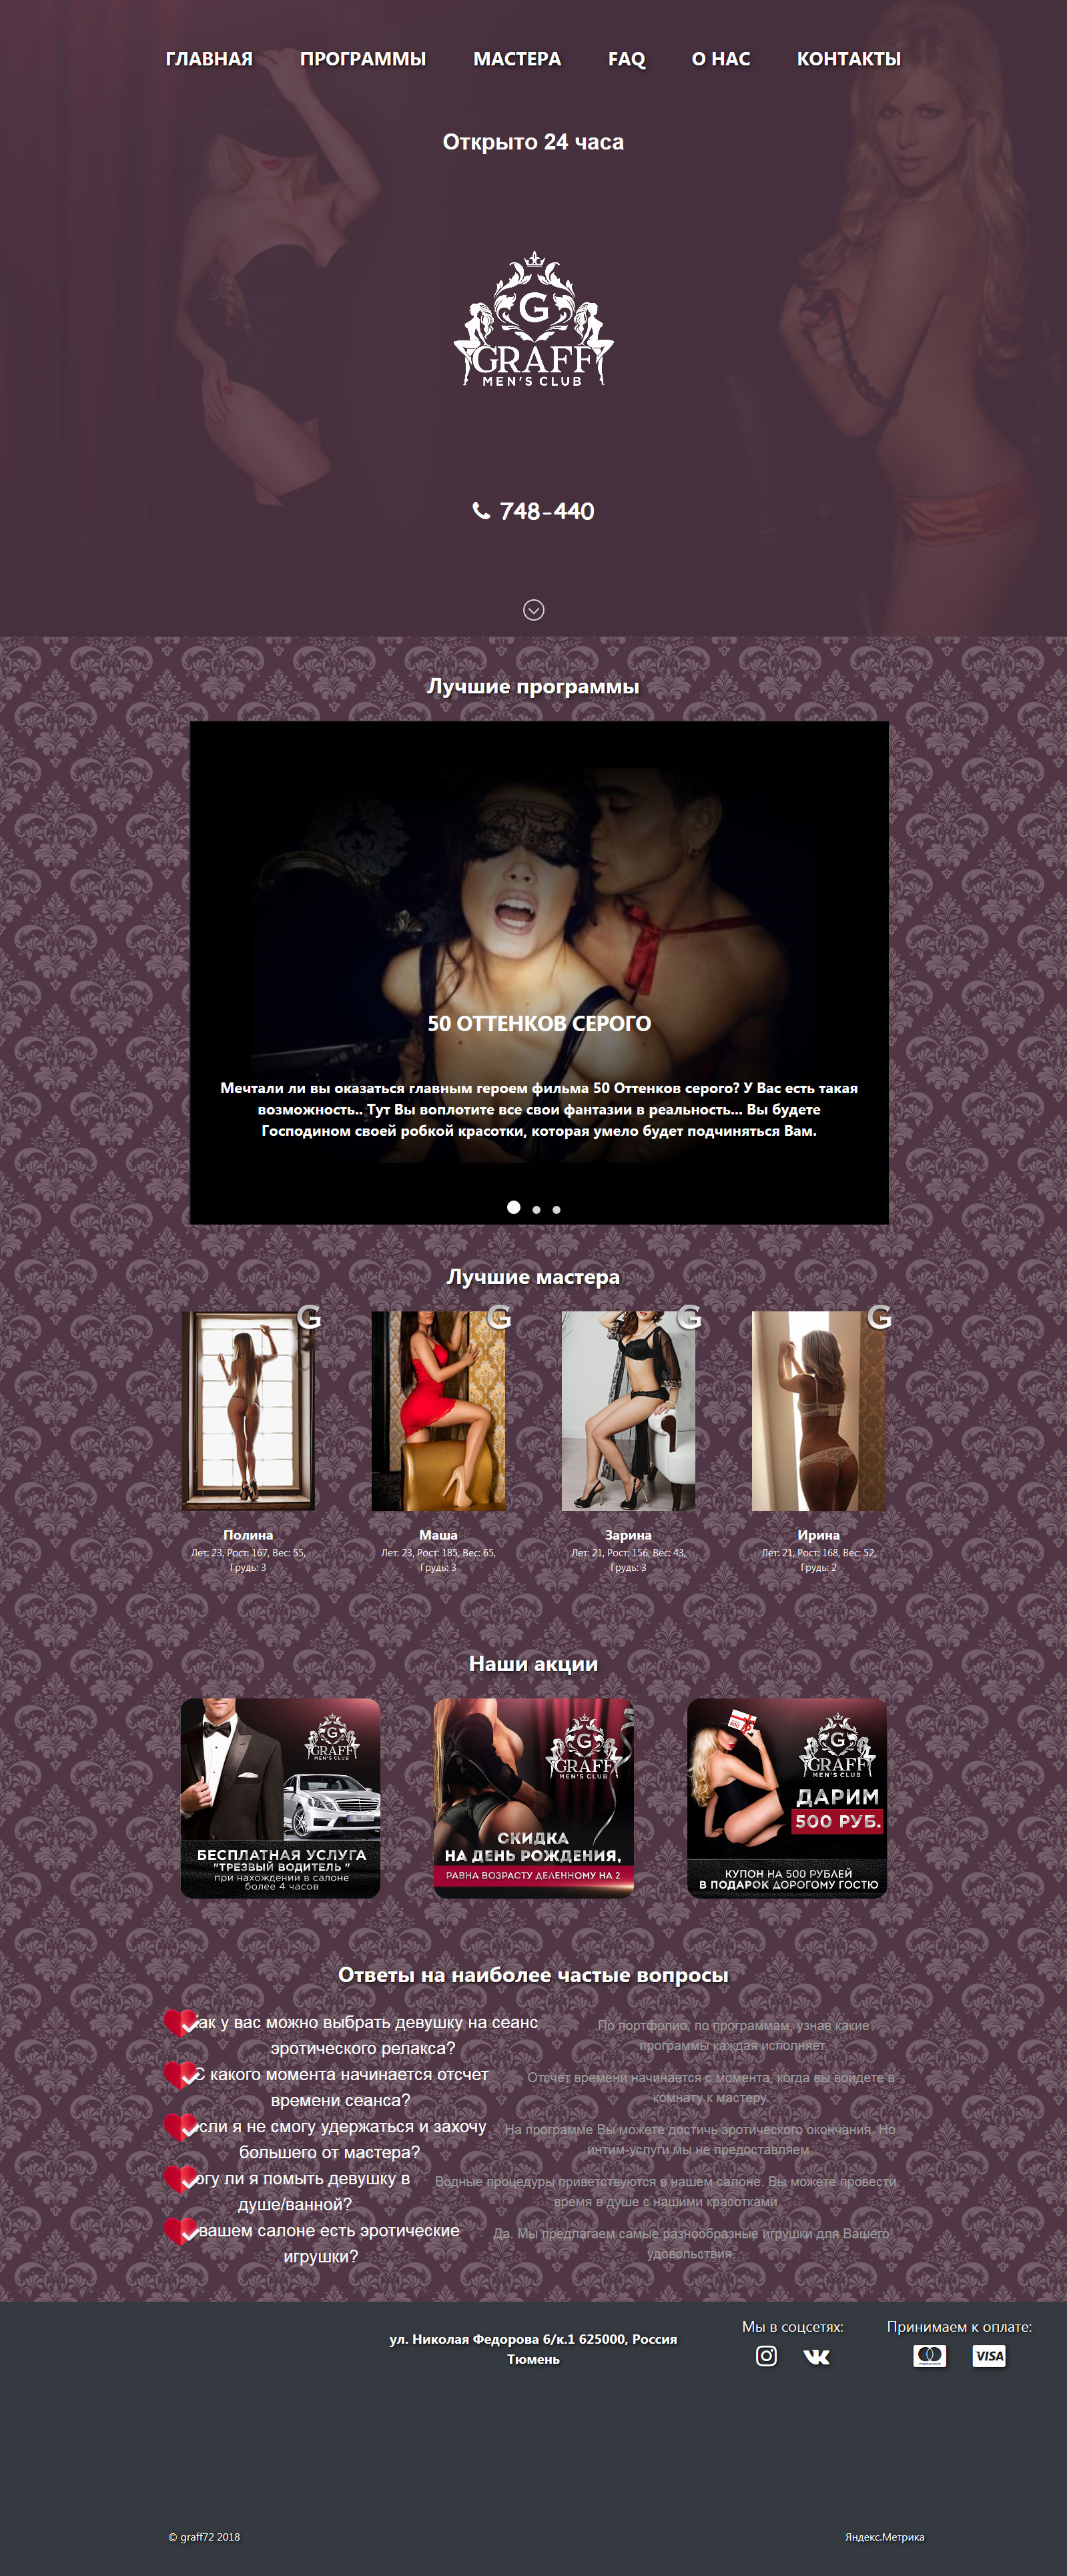 ГЛАВНАЯ ПРОГРАММЫ МАСТЕРА FAQ О НАС КОНТАКТЫ
Открыто 24 часа
G
GRAFF
MEN'S CLUB
748-440
Лучшие программы
50 ОТТЕНКОВ СЕРОГО
Мечтали ли вы оказаться главным героем фильма 50 Оттенков серого? У Вас есть такая
возможность.. Тут Вы воплотите все свои фантазии в реальность... Вы будете
Господином своей робкой красотки, которая умело будет подчиняться Вам.
Лучшие мастера
G G G G
Полина
Лет: 23, Рост: 167, Вес: 55,
Грудь: 3
Маша
Лет: 23, Рост: 185, Вес: 65,
Грудь: 3
Зарина
Лет: 21, Рост: 156, Вес: 43,
Грудь: 3
Ирина
Лет: 21, Рост: 168, Вес: 52,
Грудь: 2
Наши акции
G
GRAFF
MEN'S CLUB
БЕСПЛАТНАЯ УСЛУГА
"ТРЕЗВЫЙ ВОДИТЕЛЬ "
при нахождении в салоне
более 4 часов
G
GRAFF
MEN'S CLUB
СКИДКА
НА ДЕНЬ РОЖДЕНИЯ,
РАВНА ВОЗРАСТУ ДЕЛЕННОМУ НА 2
500
G
GRAFF
MEN'S CLUB
ДАРИМ
500 РУБ.
КУПОН НА 500 РУБЛЕЙ
В ПОДАРОК ДОРОГОМУ ГОСТЮ
Ответы на наиболее частые вопросы
ак у вас можно выбрать девушку на сеанс
эротического релакса?
По портфолио, по программам, узнав какие
программы каждая исполняет.
С какого момента начинается отсчет
времени сеанса?
Отсчёт времени начинается с момента, когда вы войдете в
комнату к мастеру.
если я не смогу удержаться и захочу
большего от мастера?
На программе Вы можете достичь эротического окончания. Но
интим-услуги мы не предоставляем.
огу ли я помыть девушку в
душе/ванной?
Водные процедуры приветствуются в нашем салоне. Вы можете провести
время в душе с нашими красотками
вашем салоне есть эротические
игрушки?
Да. Мы предлагаем самые разнообразные игрушки для Вашего
удовольствия.
ул. Николая Федорова 6/к.1 625000, Россия
Тюмень
Мы в соцсетях:
Принимаем к оплате:
VISA
© graff72 2018
Яндекс.Метрика